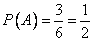 P(A) = 3/6 = 1/2